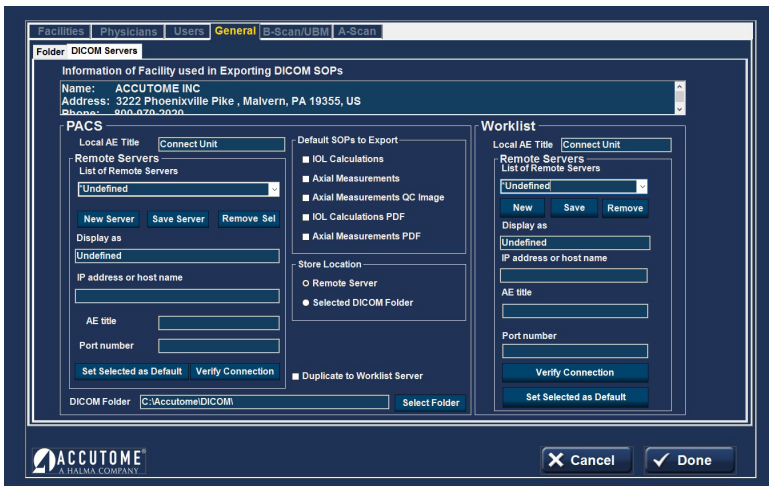 Facilities Physicians Users General B-Scan/UBM A-Scan
Folder DICOM Servers
Information of Facility used in Exporting DICOM SOPs
Name: ACCUTOME INC
Address: 3222 Phoenixville Pike , Malvern, PA 19355, US
Phone: 800-979-2020
PACS
Local AE Title Connect Unit
Remote Servers
List of Remote Servers
*Undefined
New Server Save Server Remove Sel
Display as
Undefined
IP address or host name
AE title
Port number
Set Selected as Default Verify Connection
DICOM Folder C:\Accutome\DICOM\ Select Folder
Default SOPs to Export
IOL Calculations
Axial Measurements
Axial Measurements QC Image
IOL Calculations PDF
Axial Measurements PDF
Store Location
Remote Server
Selected DICOM Folder
Duplicate to Worklist Server
Worklist
Local AE Title Connect Unit
Remote Servers
List of Remote Servers
*Undefined
New Save Remove
Display as
Undefined
IP address or host name
AE title
Port number
Verify Connection
Set Selected as Default
ACCUTOME®
A HALMA COMPANY
Cancel Done